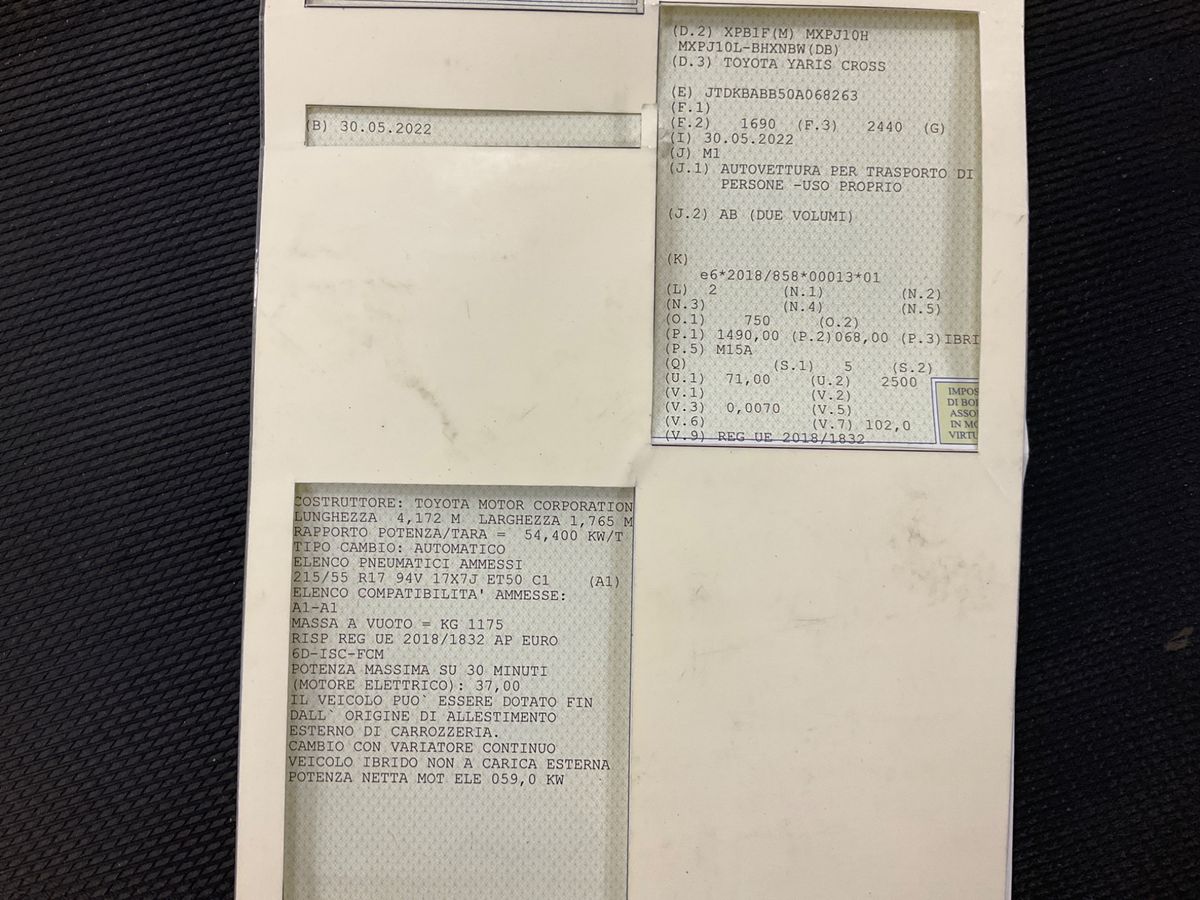 (B) 30.05.2022
(D.2) XPB1F(M) MXPJ10H
MXPJ10L-BHXNBW(DB)
(D.3) TOYOTA YARIS CROSS
(E) JTDKBABB50A068263
(F.1)
(F.2) 1690 (F.3) 2440 (G)
(I) 30.05.2022
(J) M1
(J.1) AUTOVETTURA PER TRASPORTO DI
PERSONE -USO PROPRIO
(J.2) AB (DUE VOLUMI)
(K)
e6*2018/858*00013*01
(L) 2 (N.1) (N.2)
(N.3) (N.4) (N.5)
(O.1) 750 (O.2)
(P.1) 1490,00 (P.2)068,00 (P.3)IBRI
(P.5) M15A
(Q) (S.1) 5 (S.2)
(U.1) 71,00 (U.2) 2500
(V.1) (V.2)
(V.3) 0,0070 (V.5)
(V.6) (V.7) 102,0
(V.9) REG UE 2018/1832
IMPOS
DI BOL
ASSO
IN MO
VIRTU
COSTRUTTORE: TOYOTA MOTOR CORPORATION
LUNGHEZZA 4,172 M LARGHEZZA 1,765 M
RAPPORTO POTENZA/TARA = 54,400 KW/T
TIPO CAMBIO: AUTOMATICO
ELENCO PNEUMATICI AMMESSI
215/55 R17 94V 17X7J ET50 C1 (A1)
ELENCO COMPATIBILITA' AMMESSE:
A1-A1
MASSA A VUOTO = KG 1175
RISP REG UE 2018/1832 AP EURO
6D-ISC-FCM
POTENZA MASSIMA SU 30 MINUTI
(MOTORE ELETTRICO): 37,00
IL VEICOLO PUO` ESSERE DOTATO FIN
DALL` ORIGINE DI ALLESTIMENTO
ESTERNO DI CARROZZERIA.
CAMBIO CON VARIATORE CONTINUO
VEICOLO IBRIDO NON A CARICA ESTERNA
POTENZA NETTA MOT ELE 059,0 KW